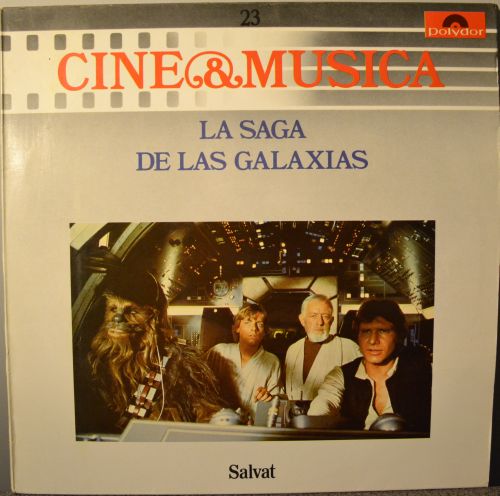 23
Polydor
CINE&MUSICA
LA SAGA
DE LAS GALAXIAS
Salvat